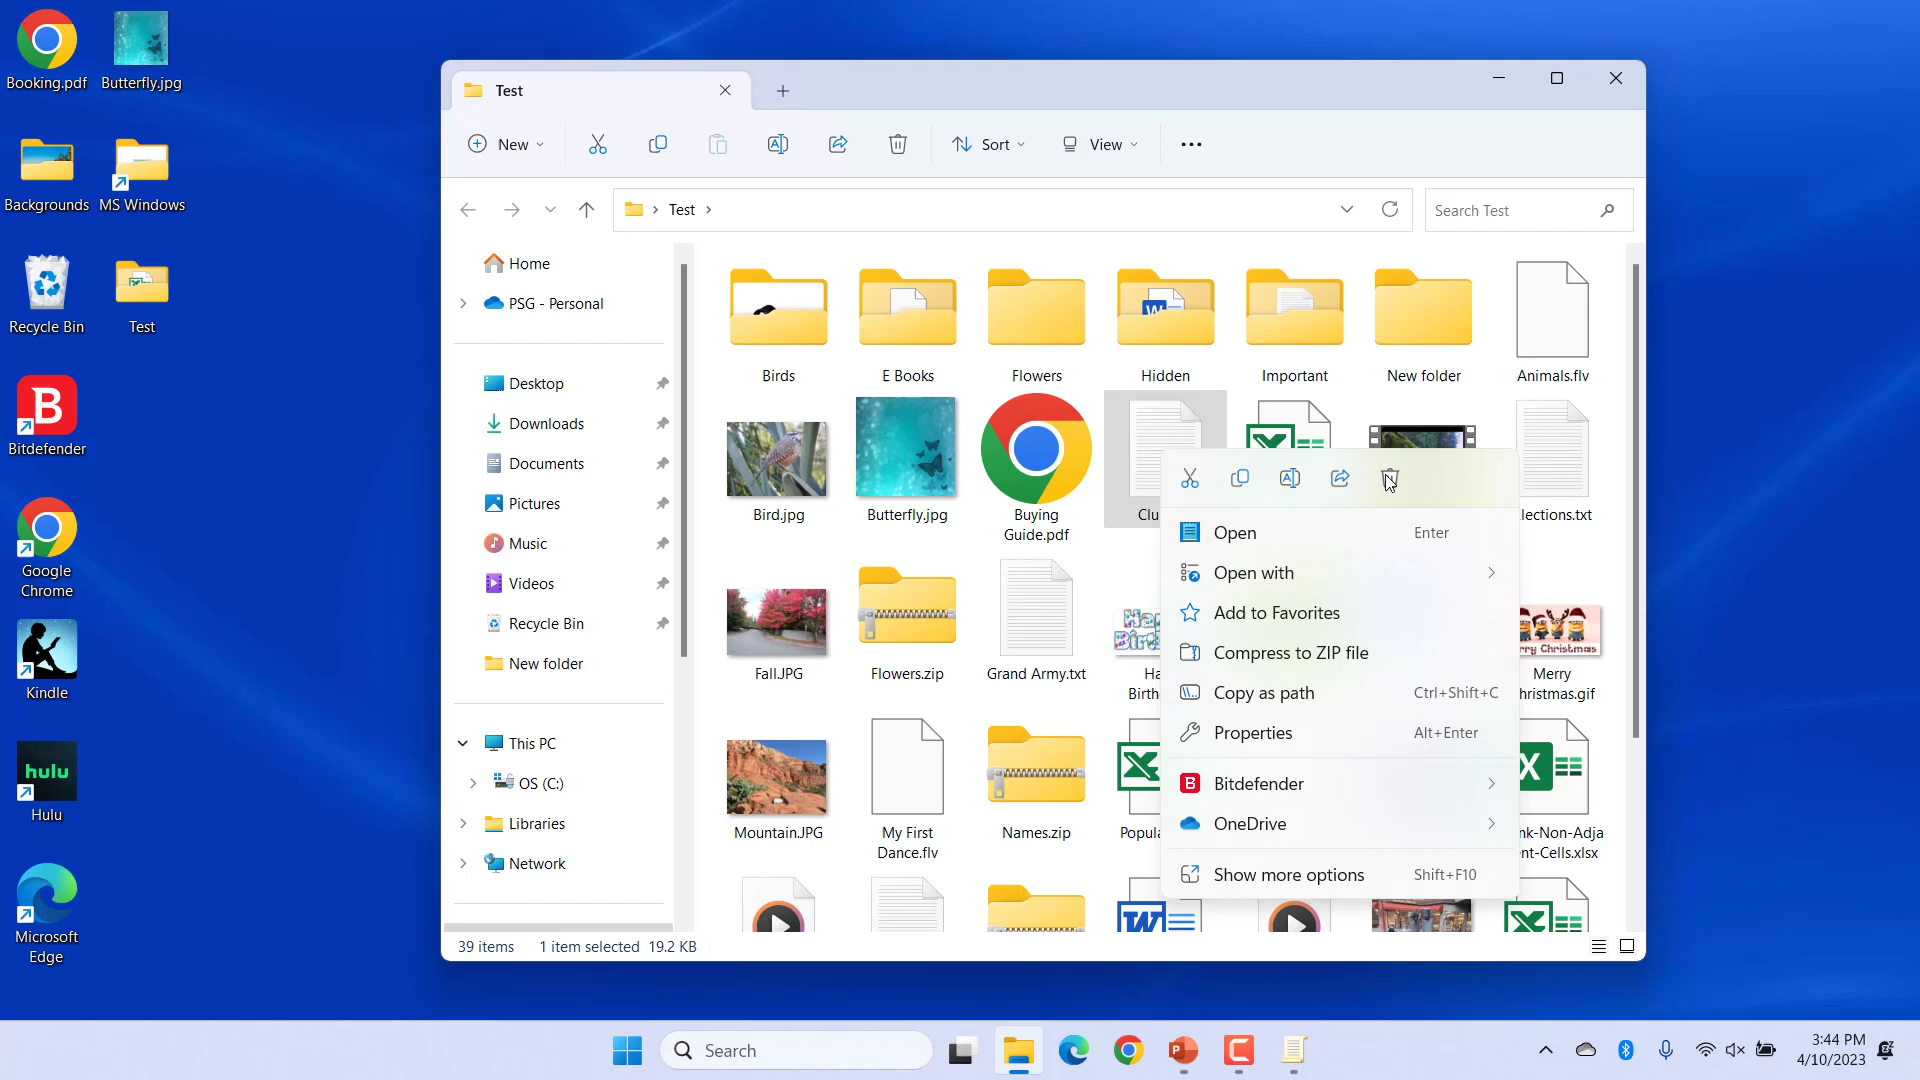 Booking.pdf
Butterfly.jpg
Backgrounds
MS Windows
Recycle Bin
Test
B
Bitdefender
Google
Chrome
Kindle
hulu
Hulu
Microsoft
Edge
Test
New
Sort
View
Test
Search Test
Home
PSG - Personal
Desktop
Downloads
Documents
Pictures
Music
Videos
Recycle Bin
New folder
This PC
OS (C:)
Libraries
Network
Birds
E Books
Flowers
Hidden
Important
New folder
Animals.flv
Bird.jpg
Butterfly.jpg
Buying
Guide.pdf
Clu
lections.txt
Fall.JPG
Flowers.zip
Grand Army.txt
Ha
Birth
Merry
hristmas.gif
Mountain.JPG
My First
Dance.flv
Names.zip
Popula
nk-Non-Adja
ent-Cells.xlsx
Open Enter
Open with
Add to Favorites
Compress to ZIP file
Copy as path Ctrl+Shift+C
Properties Alt+Enter
B Bitdefender
OneDrive
Show more options Shift+F10
39 items 1 item selected 19.2 KB
Search
3:44 PM
4/10/2023